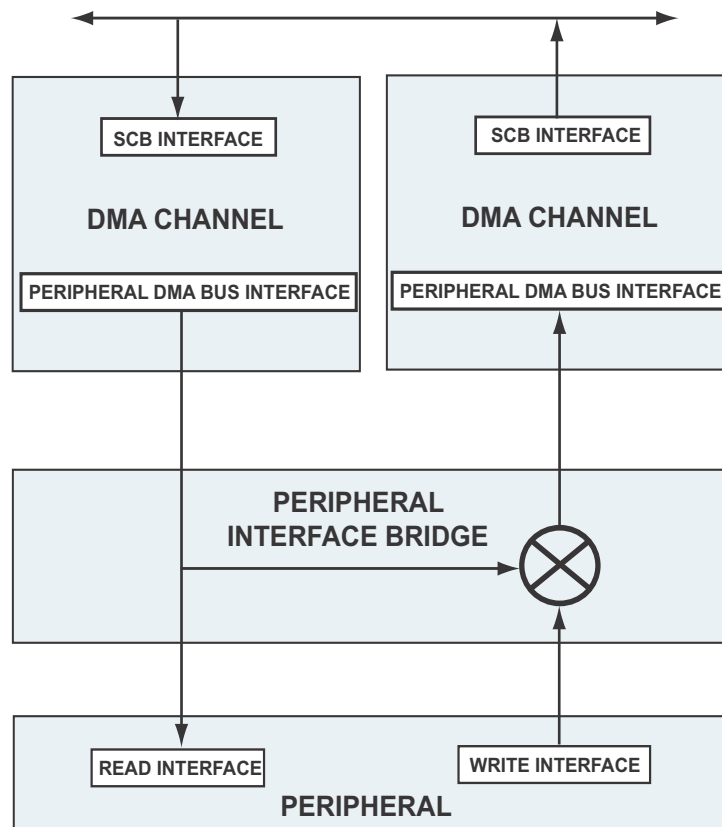 SCB INTERFACE
SCB INTERFACE
DMA CHANNEL
DMA CHANNEL
PERIPHERAL DMA BUS INTERFACE
PERIPHERAL DMA BUS INTERFACE
PERIPHERAL
INTERFACE BRIDGE
READ INTERFACE
WRITE INTERFACE
PERIPHERAL